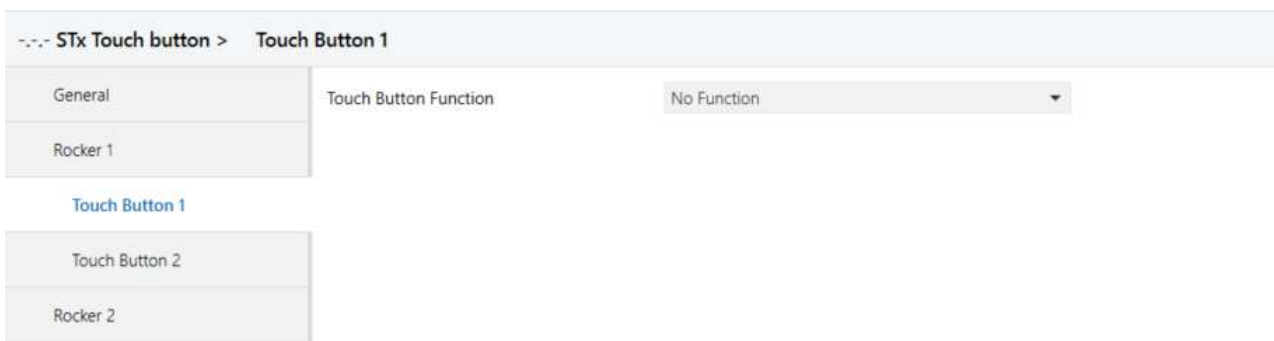 -.-.- STx Touch button > Touch Button 1
General
Touch Button Function No Function
Rocker 1
Touch Button 1
Touch Button 2
Rocker 2